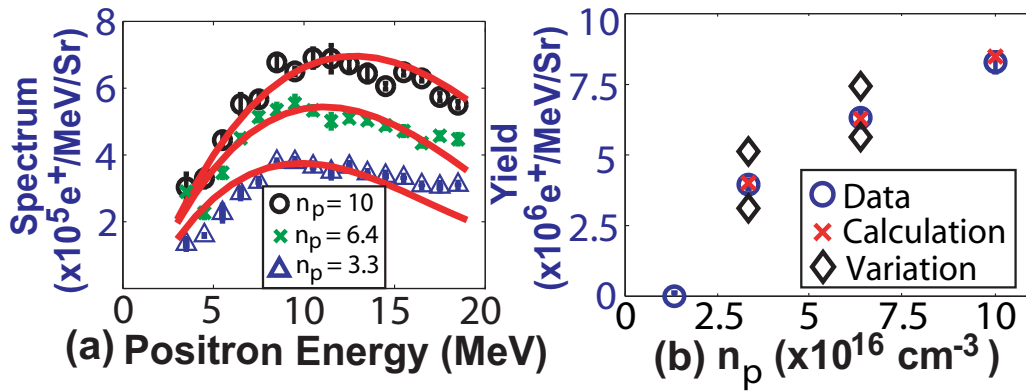 8
6
4
2
Spectrum
(x10⁵e⁺/MeV/Sr)
n_p = 10
n_p = 6.4
n_p = 3.3
0 5 10 15 20
(a) Positron Energy (MeV)
10
7.5
5
2.5
0
Yield
(x10⁶e⁺/MeV/Sr)
Data
Calculation
Variation
0 2.5 5 7.5 10
(b) n_p (x10¹⁶ cm⁻³)